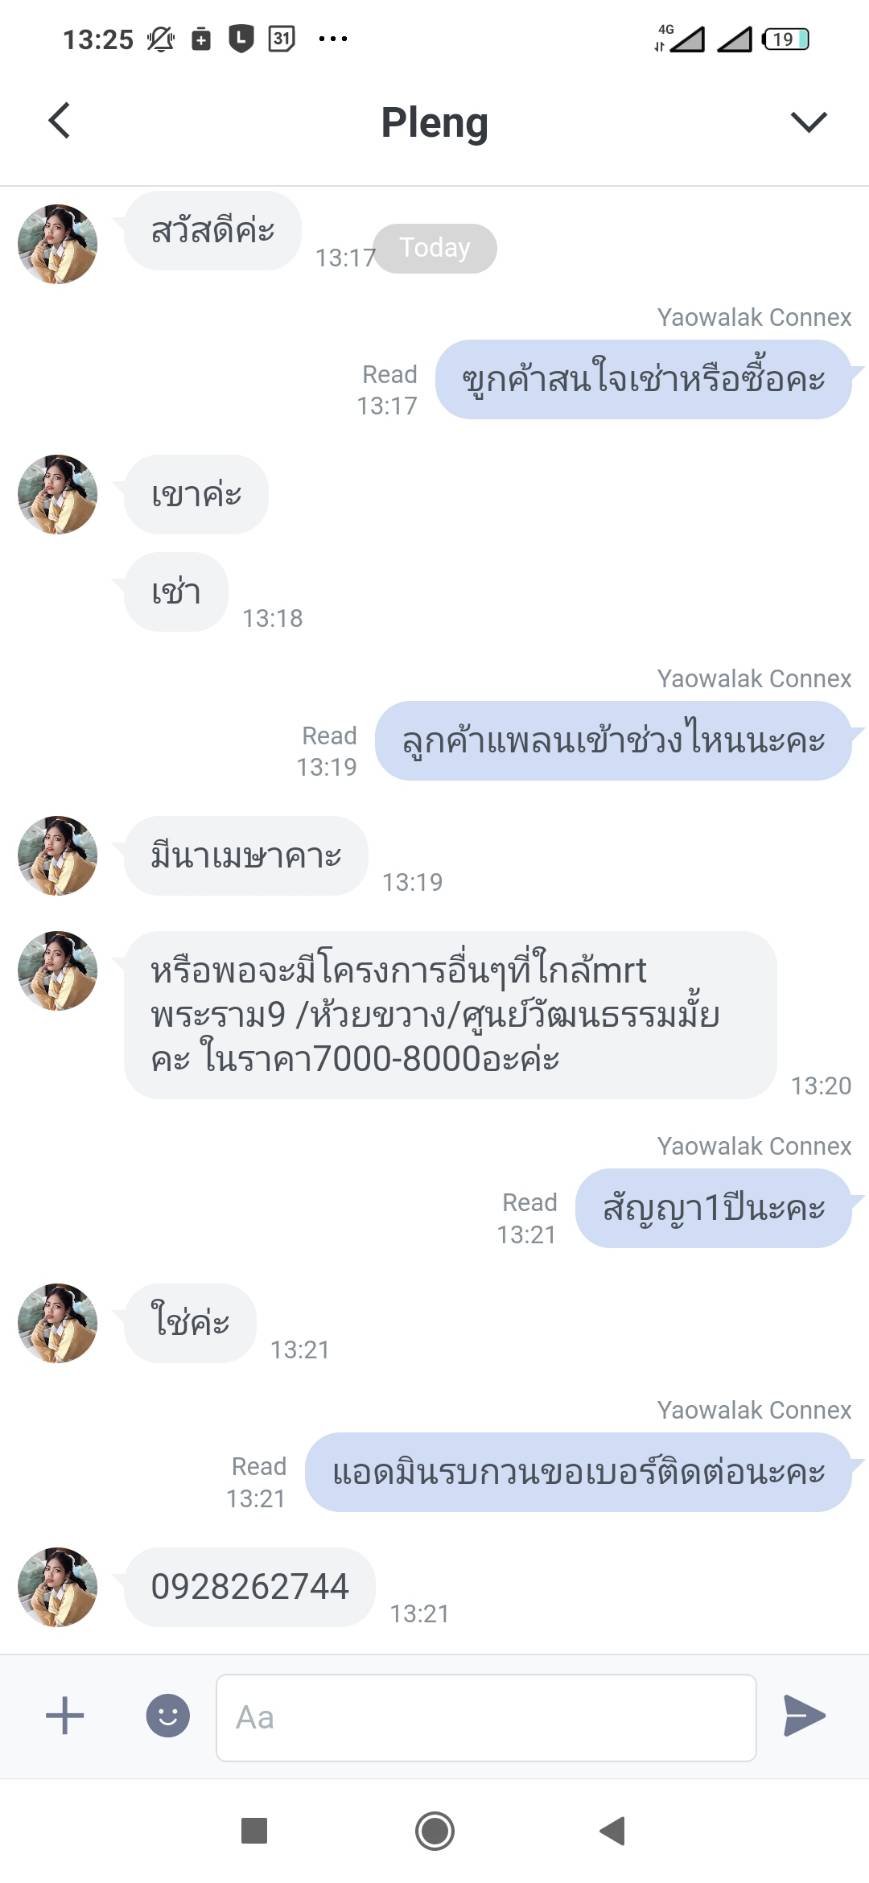 13:25
31
4G
19
Pleng
สวัสดีค่ะ
13:17
Today
Yaowalak Connex
ฃูกค้าสนใจเช่าหรือซื้อคะ
Read
13:17
เขาค่ะ
เช่า
13:18
Yaowalak Connex
ลูกค้าแพลนเข้าช่วงไหนนะคะ
Read
13:19
มีนาเมษาคาะ
13:19
หรือพอจะมีโครงการอื่นๆที่ใกล้mrt
พระราม9 /ห้วยขวาง/ศูนย์วัฒนธรรมมั้ย
คะ ในราคา7000-8000อะค่ะ
13:20
Yaowalak Connex
สัญญา1ปีนะคะ
Read
13:21
ใช่ค่ะ
13:21
Yaowalak Connex
แอดมินรบกวนขอเบอร์ติดต่อนะคะ
Read
13:21
0928262744
13:21
Aa